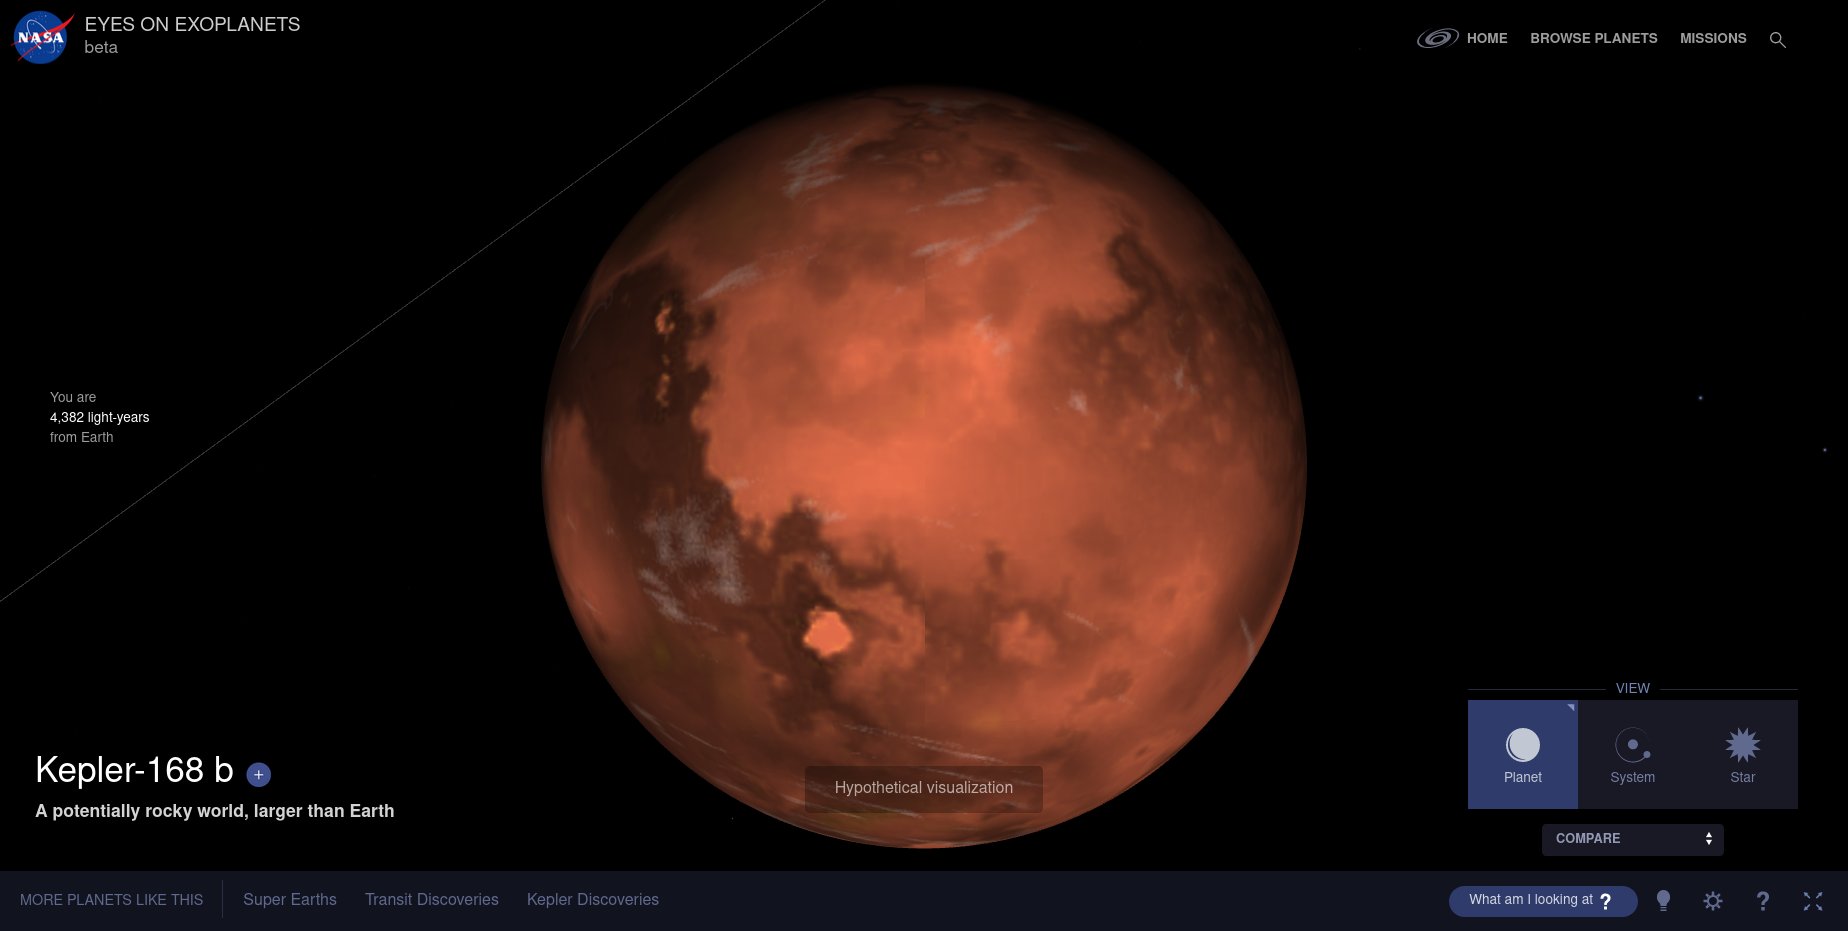 NASA
EYES ON EXOPLANETS
beta
HOME
BROWSE PLANETS
MISSIONS
You are
4,382 light-years
from Earth
Kepler-168 b +
A potentially rocky world, larger than Earth
Hypothetical visualization
VIEW
Planet
System
Star
COMPARE
MORE PLANETS LIKE THIS
Super Earths
Transit Discoveries
Kepler Discoveries
What am I looking at ?
?